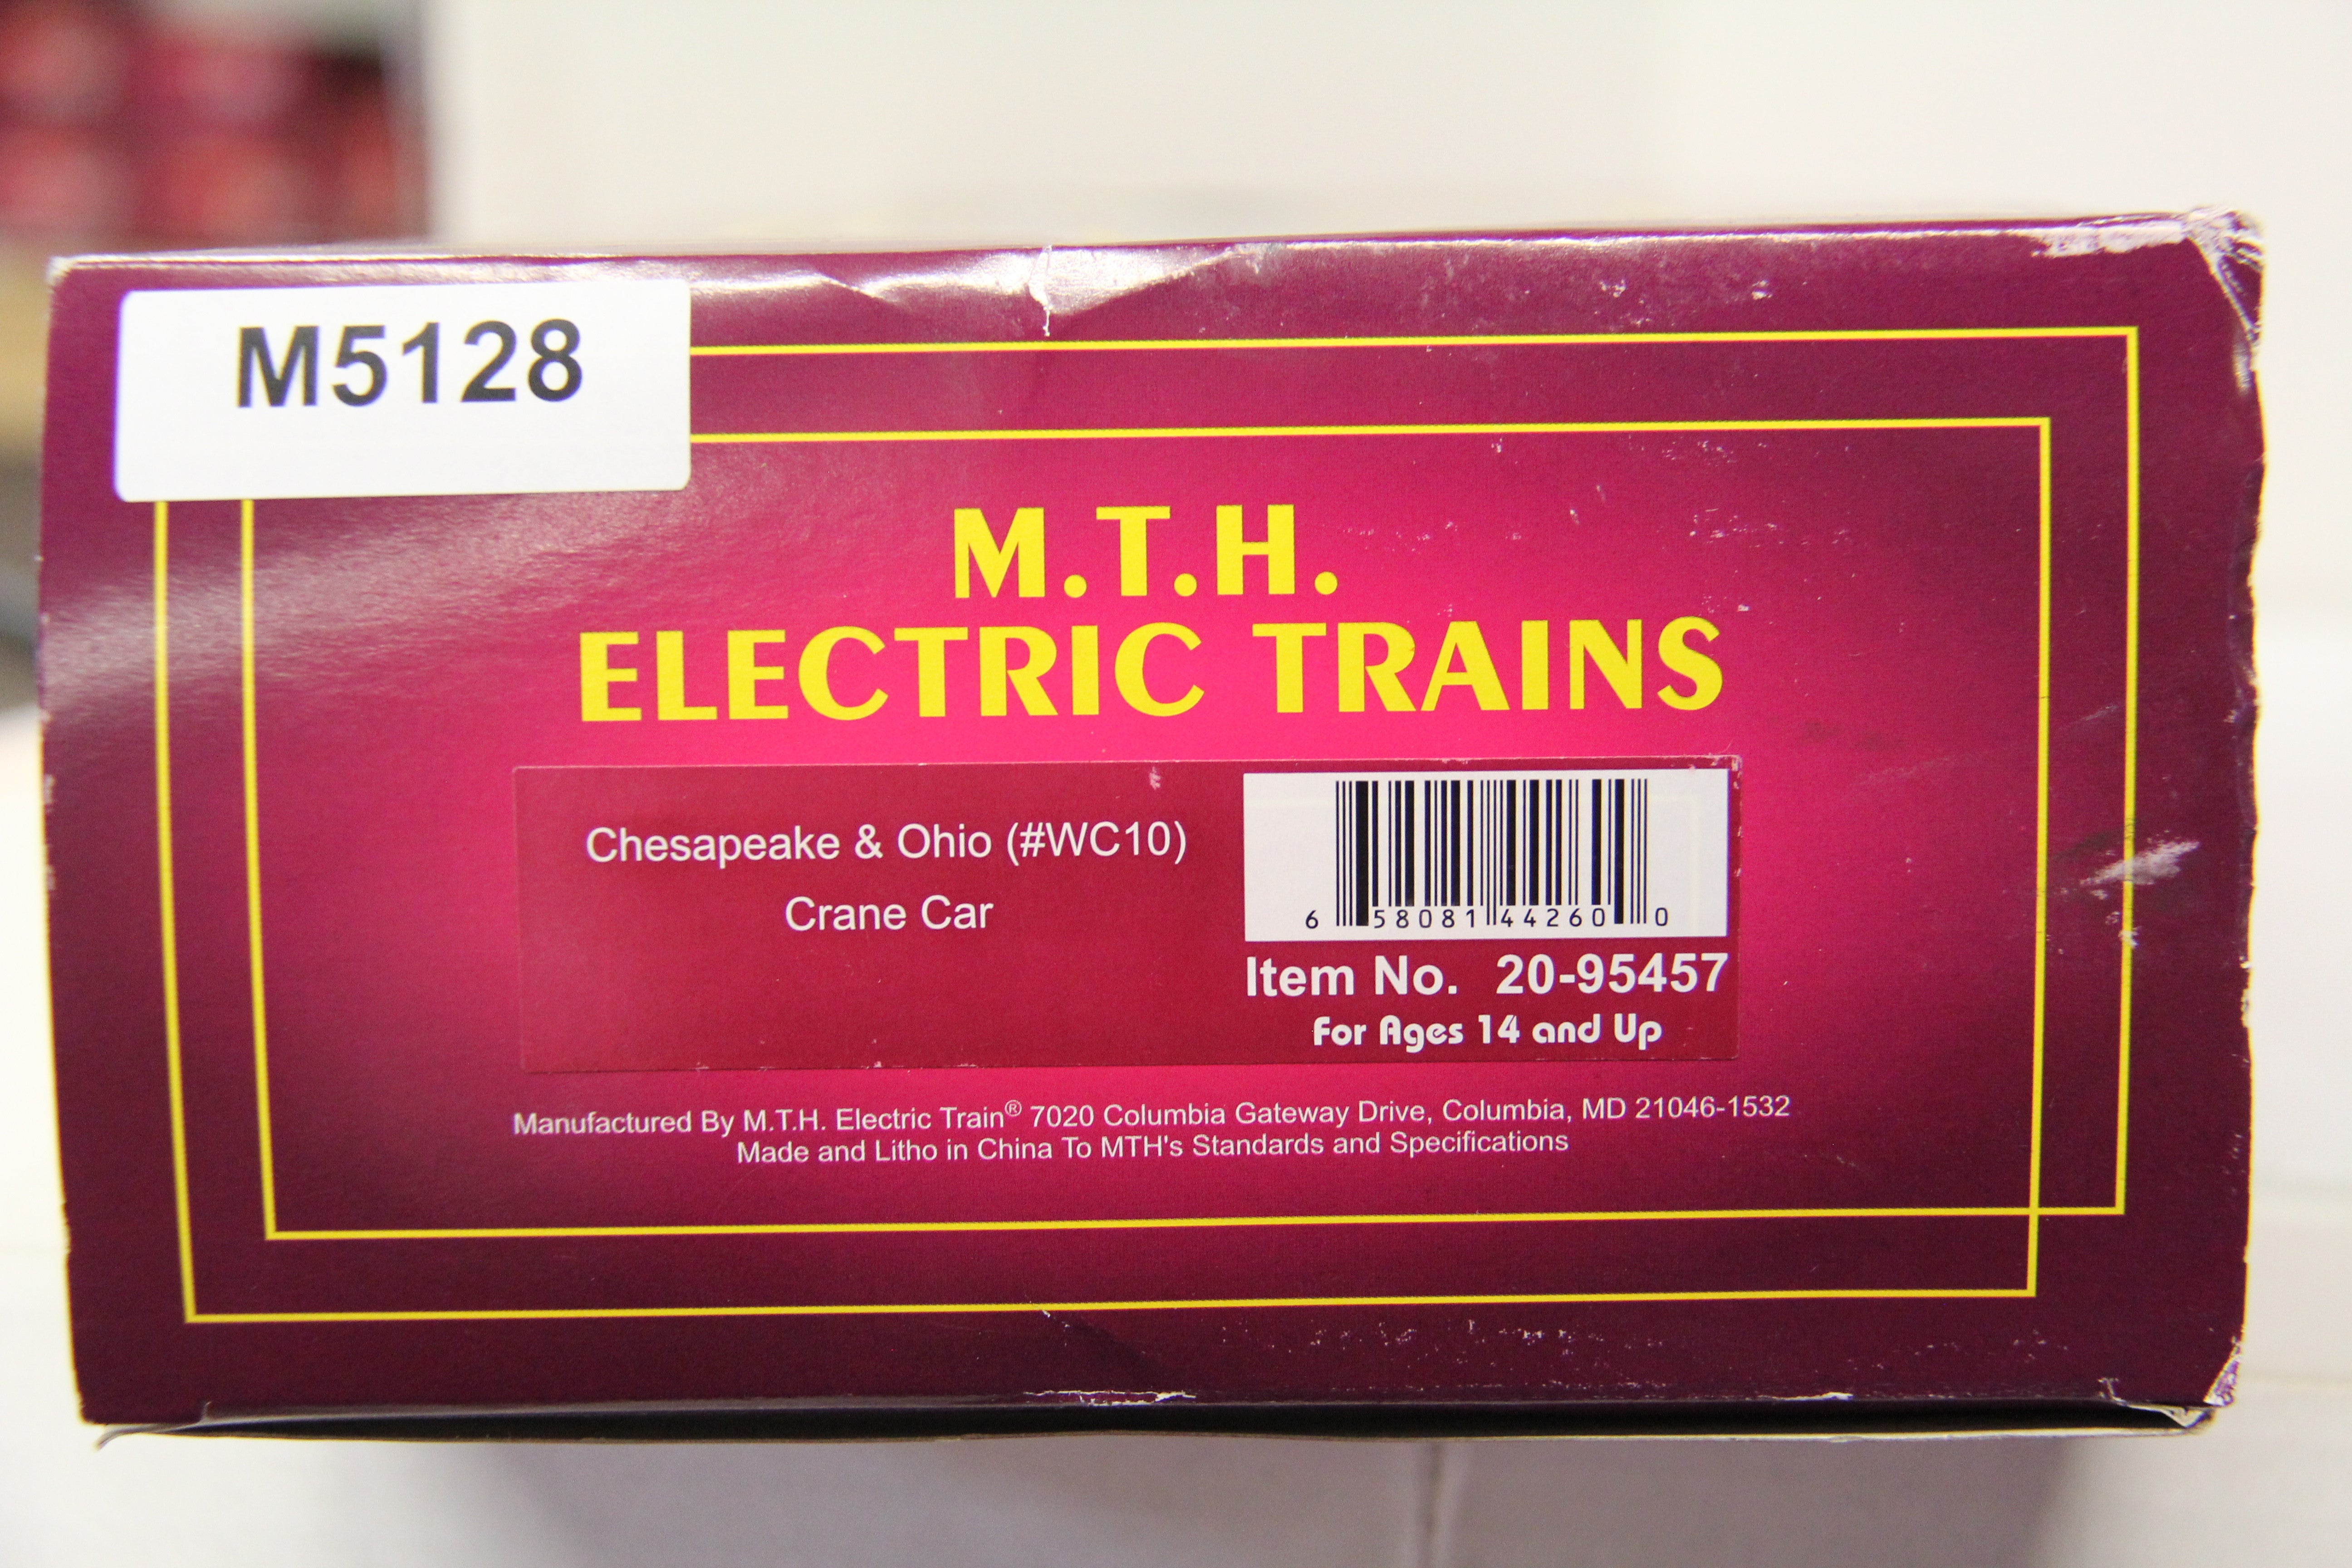 M5128
M.T.H.
ELECTRIC TRAINS
Chesapeake & Ohio (#WC10)
Crane Car
6 58081 44260 0
Item No. 20-95457
For Ages 14 and Up
Manufactured By M.T.H. Electric Train® 7020 Columbia Gateway Drive, Columbia, MD 21046-1532
Made and Litho in China To MTH's Standards and Specifications